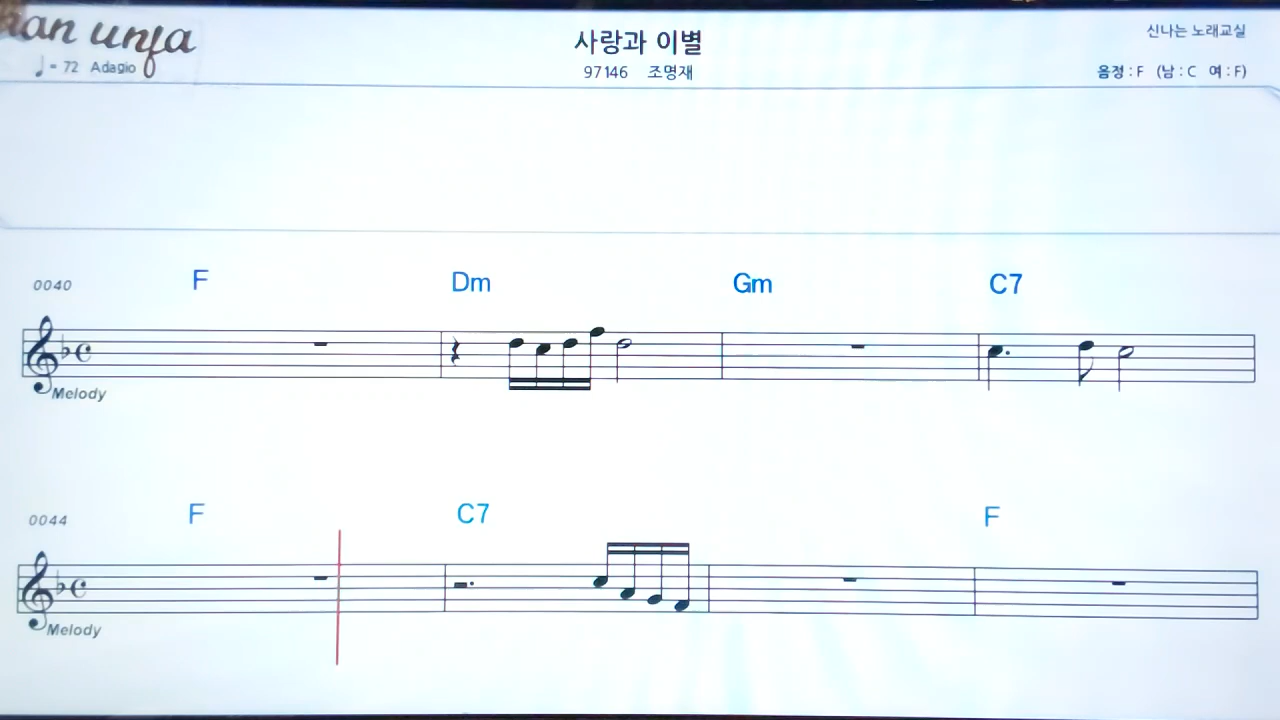 unja
사랑과 이별
신나는 노래교실
♩= 72 Adagio
97146 조명재
음정 : F (남 : C 여 : F)
0040
F Dm Gm C7
Melody
0044
F C7 F
Melody